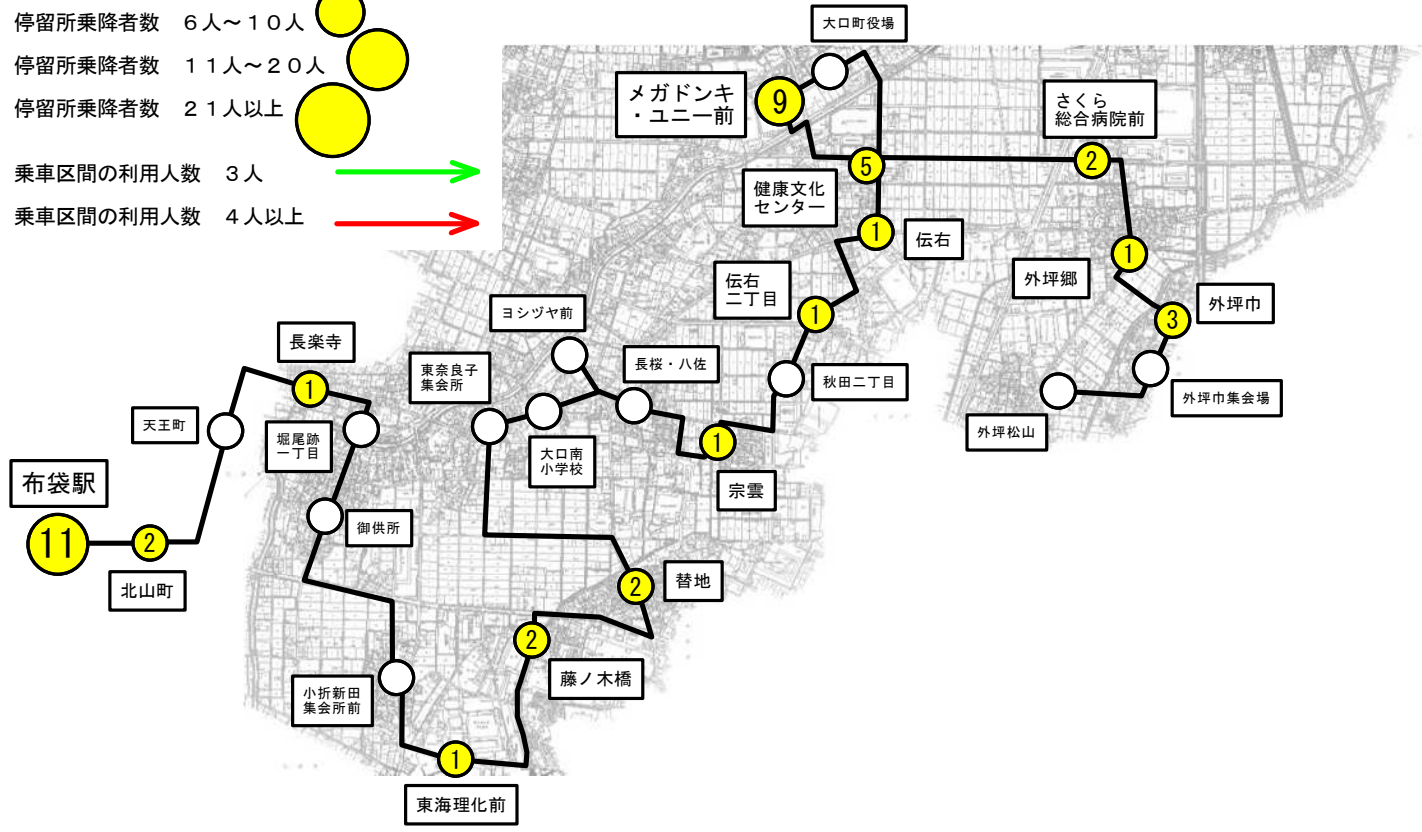 停留所乗降者数　６人～１０人
停留所乗降者数　１１人～２０人
停留所乗降者数　２１人以上
乗車区間の利用人数　３人
乗車区間の利用人数　４人以上
大口町役場
メガドンキ
・ユニー前
9
さくら
総合病院前
2
5
健康文化
センター
1
伝右
1
外坪郷
伝右
二丁目
1
3
外坪巾
ヨシヅヤ前
長楽寺
1
東奈良子
集会所
長桜・八佐
秋田二丁目
外坪巾集会場
外坪松山
天王町
堀尾跡
一丁目
大口南
小学校
1
宗雲
布袋駅
11
2
北山町
御供所
2
替地
2
藤ノ木橋
小折新田
集会所前
1
東海理化前